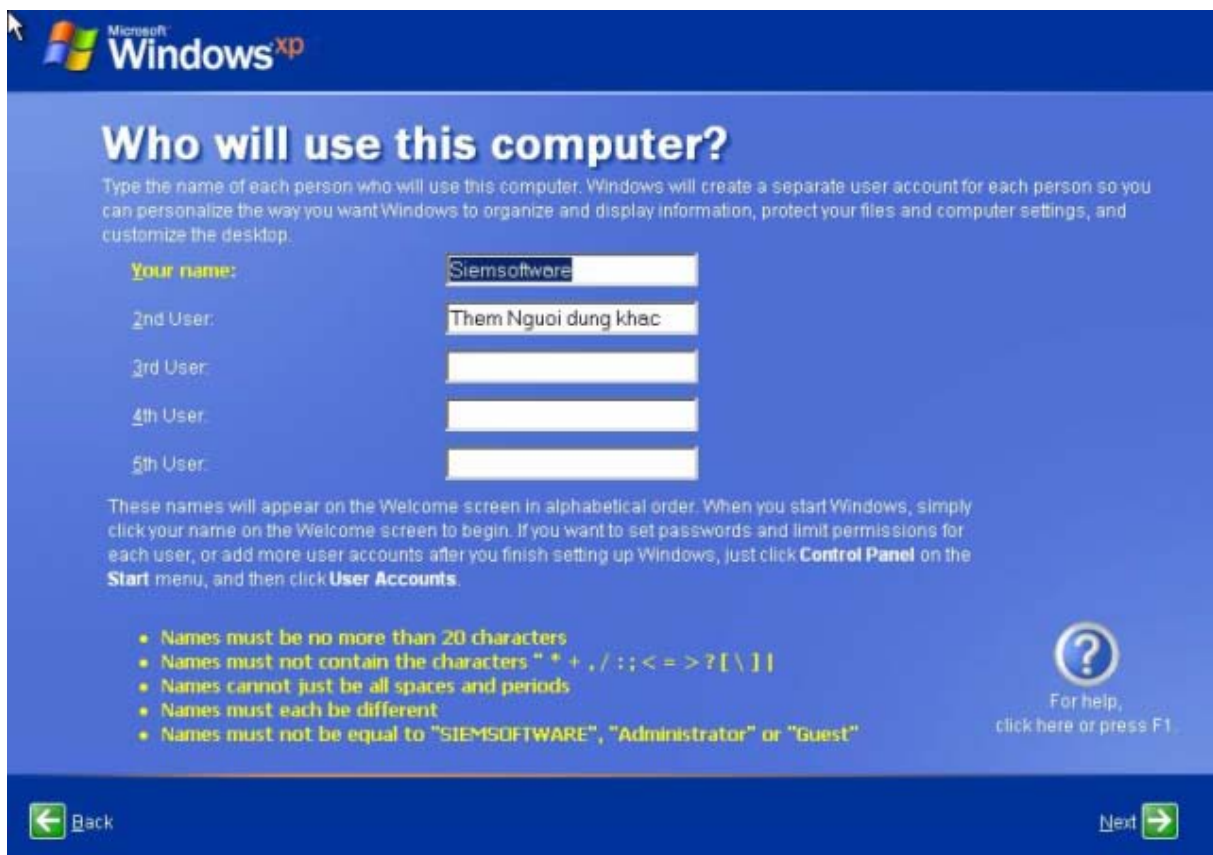 Microsoft
Windows xp
Who will use this computer?
Type the name of each person who will use this computer. Windows will create a separate user account for each person so you
can personalize the way you want Windows to organize and display information, protect your files and computer settings, and
customize the desktop.
Your name: Siemsoftware
2nd User: Them Nguoi dung khac
3rd User:
4th User:
5th User:
These names will appear on the Welcome screen in alphabetical order. When you start Windows, simply
click your name on the Welcome screen to begin. If you want to set passwords and limit permissions for
each user, or add more user accounts after you finish setting up Windows, just click Control Panel on the
Start menu, and then click User Accounts.
• Names must be no more than 20 characters
• Names must not contain the characters " * + , / : ; < = > ? [ \ ] |
• Names cannot just be all spaces and periods
• Names must each be different
• Names must not be equal to "SIEMSOFTWARE", "Administrator" or "Guest"
For help,
click here or press F1.
Back
Next